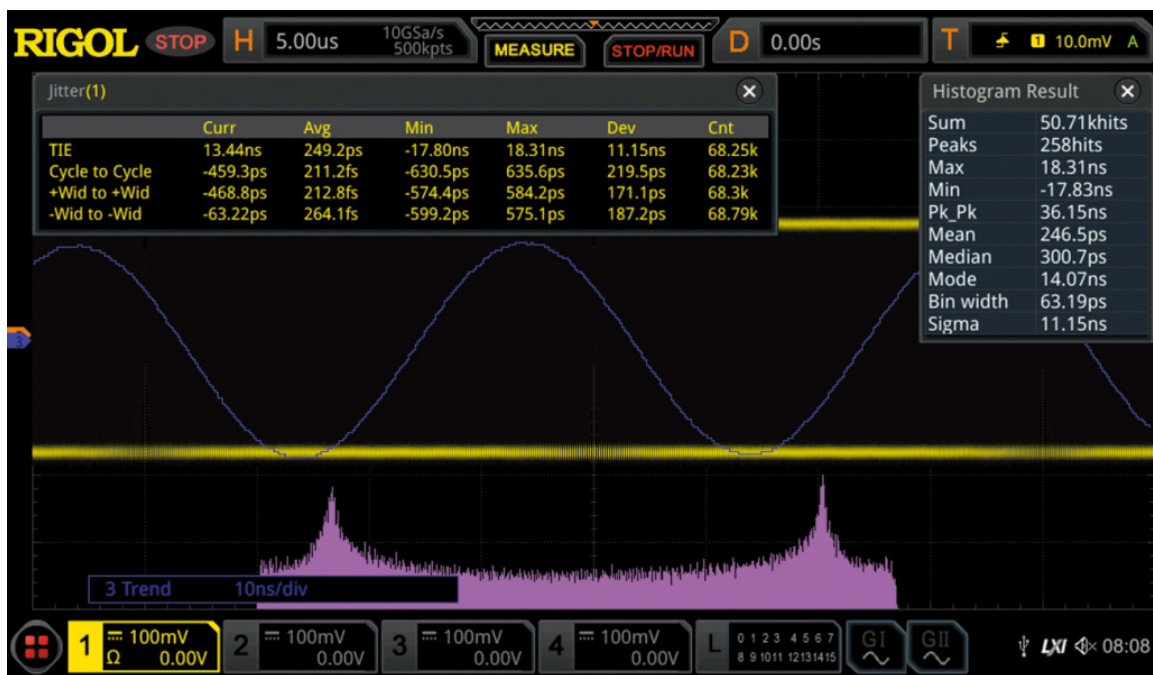 RIGOL STOP H 5.00us 10GSa/s 500kpts MEASURE STOP/RUN D 0.00s T 1 10.0mV A
Jitter(1)
Curr Avg Min Max Dev Cnt
TIE 13.44ns 249.2ps -17.80ns 18.31ns 11.15ns 68.25k
Cycle to Cycle -459.3ps 211.2fs -630.5ps 635.6ps 219.5ps 68.23k
+Wid to +Wid -468.8ps 212.8fs -574.4ps 584.2ps 171.1ps 68.3k
-Wid to -Wid -63.22ps 264.1fs -599.2ps 575.1ps 187.2ps 68.79k
Histogram Result
Sum 50.71khits
Peaks 258hits
Max 18.31ns
Min -17.83ns
Pk_Pk 36.15ns
Mean 246.5ps
Median 300.7ps
Mode 14.07ns
Bin width 63.19ps
Sigma 11.15ns
3
3 Trend 10ns/div
1 100mV Ω 0.00V
2 100mV 0.00V
3 100mV 0.00V
4 100mV 0.00V
L 0 1 2 3 4 5 6 7
8 9 10 11 12 13 14 15
GI GII
LXI 08:08